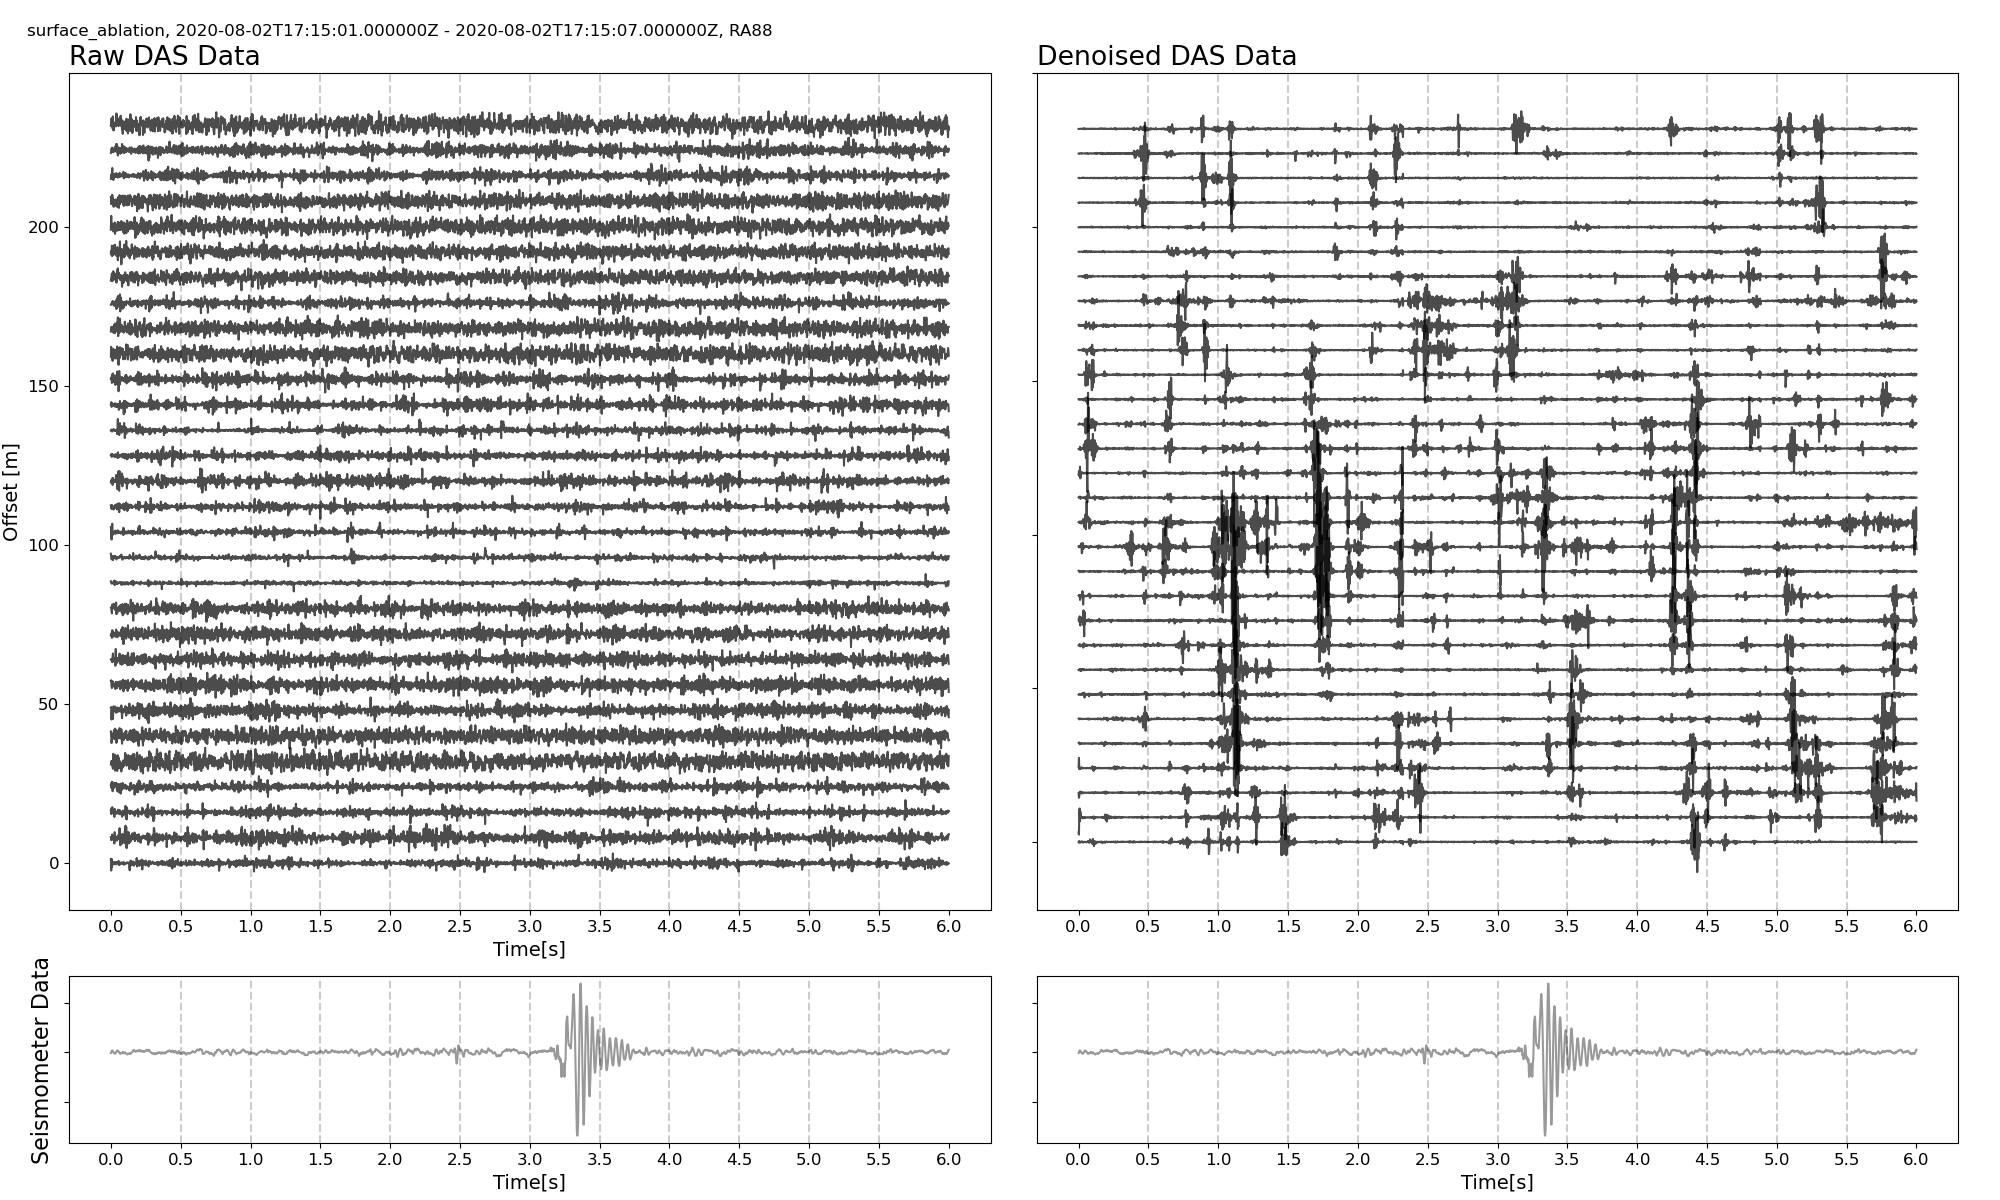 surface_ablation, 2020-08-02T17:15:01.000000Z - 2020-08-02T17:15:07.000000Z, RA88
Raw DAS Data
Denoised DAS Data
Offset [m]
200
150
100
50
0
0.0 0.5 1.0 1.5 2.0 2.5 3.0 3.5 4.0 4.5 5.0 5.5 6.0
Time[s]
0.0 0.5 1.0 1.5 2.0 2.5 3.0 3.5 4.0 4.5 5.0 5.5 6.0
Seismometer Data
0.0 0.5 1.0 1.5 2.0 2.5 3.0 3.5 4.0 4.5 5.0 5.5 6.0
Time[s]
0.0 0.5 1.0 1.5 2.0 2.5 3.0 3.5 4.0 4.5 5.0 5.5 6.0
Time[s]